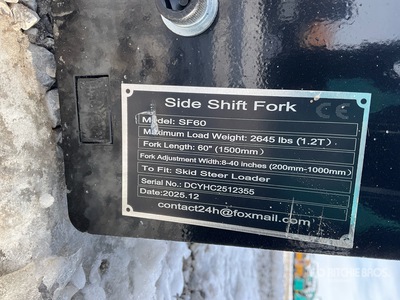 Side Shift Fork CE
Model: SF60
Maximum Load Weight: 2645 lbs (1.2T)
Fork Length: 60" (1500mm)
Fork Adjustment Width:8-40 inches (200mm-1000mm)
To Fit: Skid Steer Loader
Serial No.: DCYHC2512355
Date:2025.12
contact24h@foxmail.com